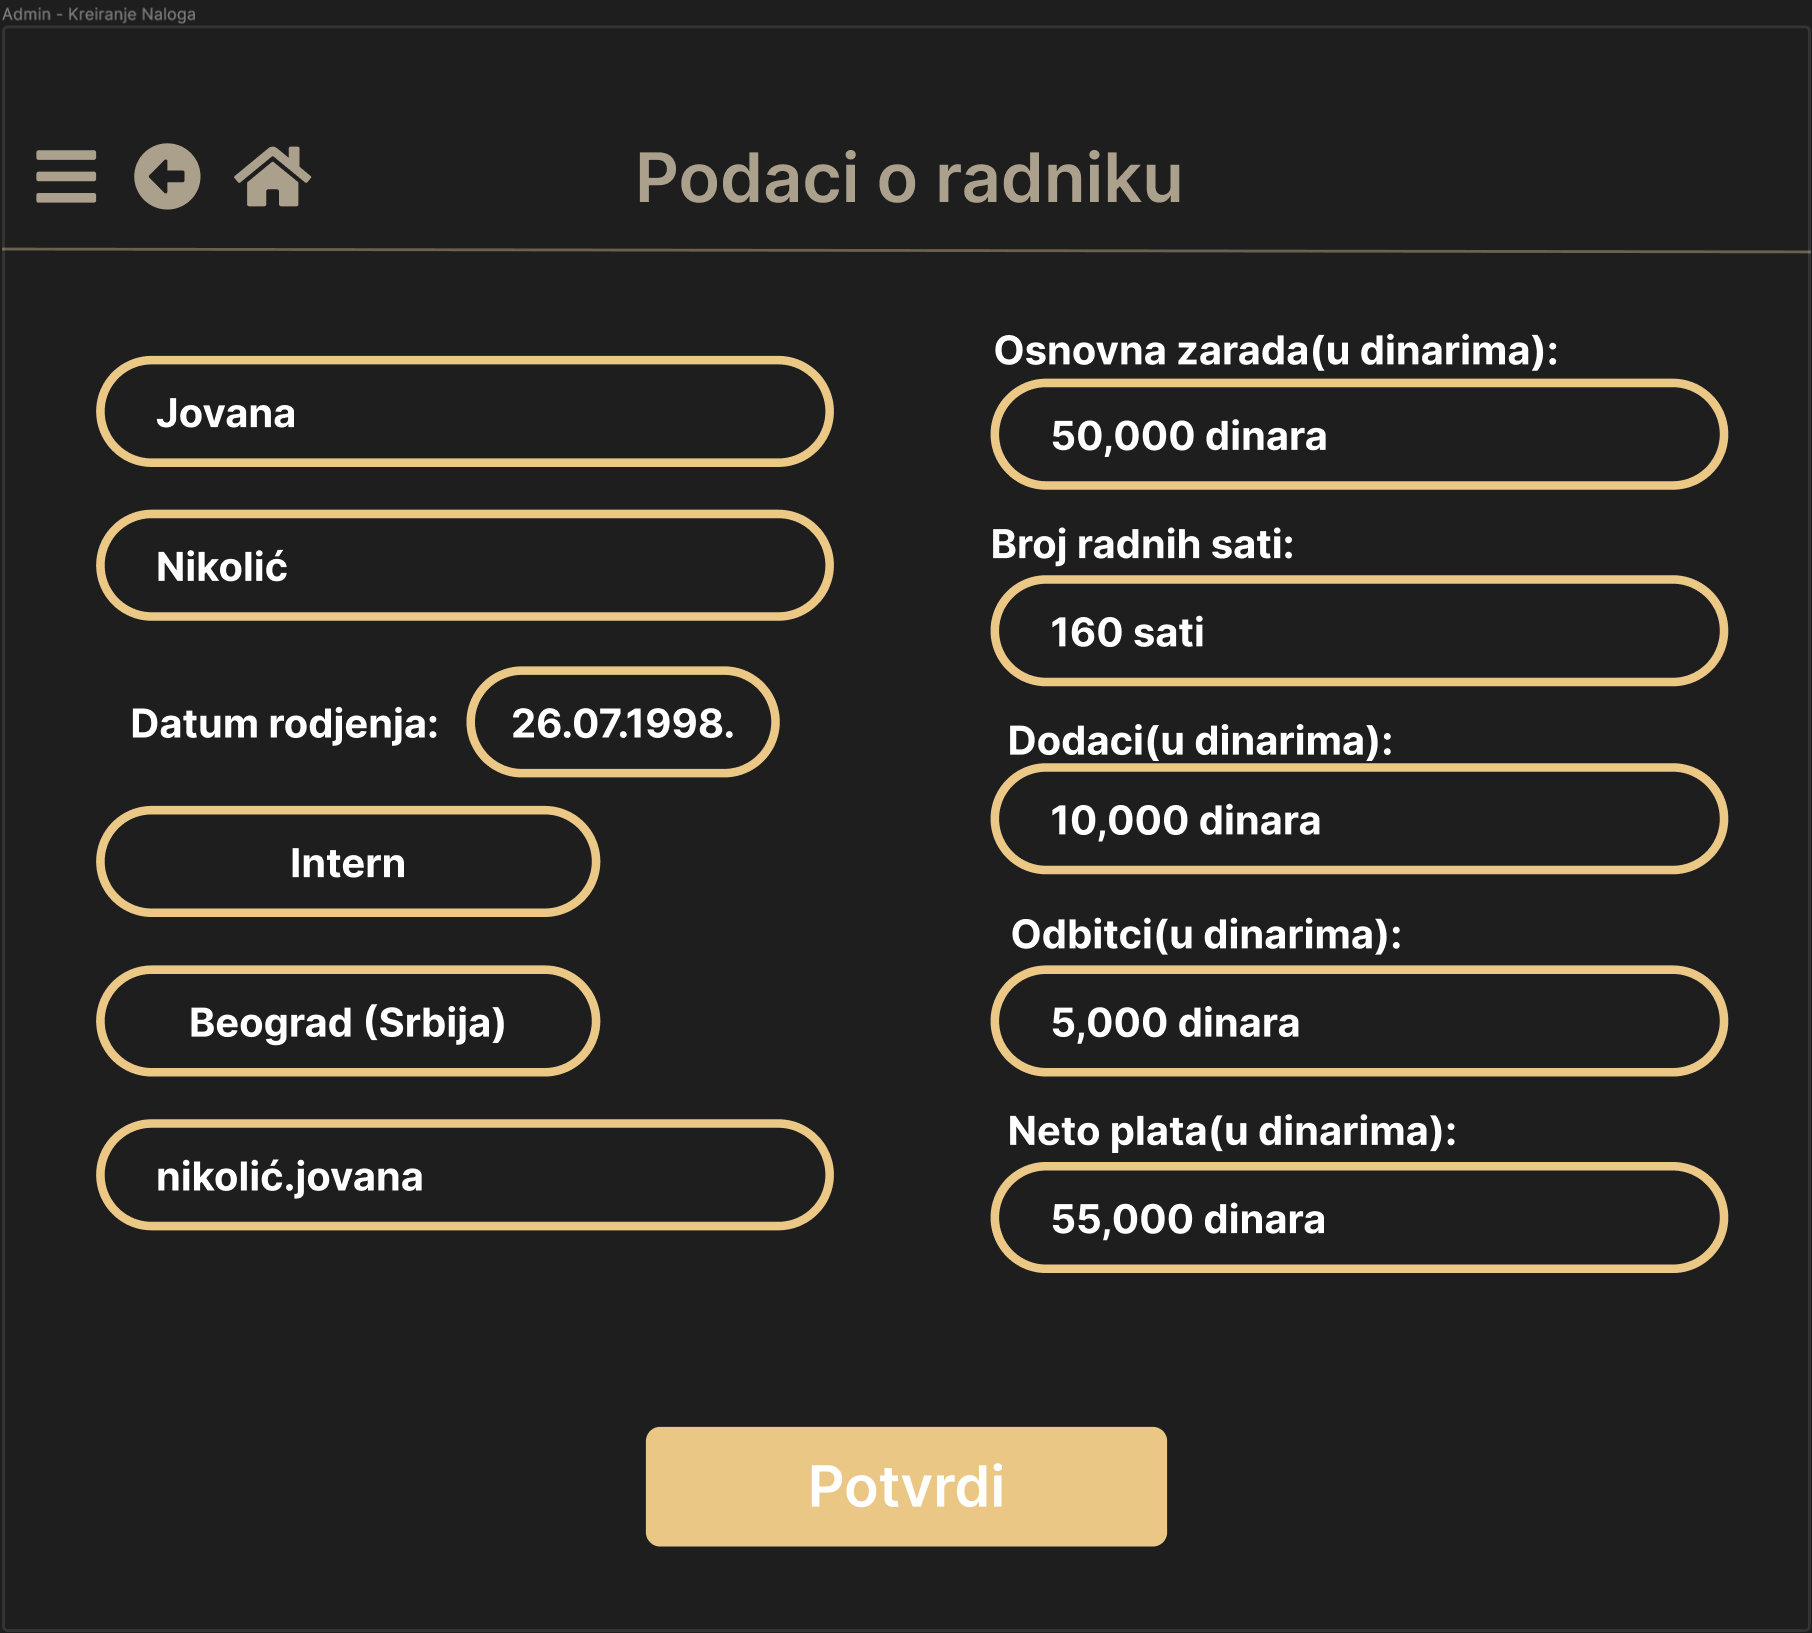 Admin - Kreiranje Naloga
Podaci o radniku
Jovana
Nikolić
Datum rodjenja:
26.07.1998.
Intern
Beograd (Srbija)
nikolić.jovana
Osnovna zarada(u dinarima):
50,000 dinara
Broj radnih sati:
160 sati
Dodaci(u dinarima):
10,000 dinara
Odbitci(u dinarima):
5,000 dinara
Neto plata(u dinarima):
55,000 dinara
Potvrdi